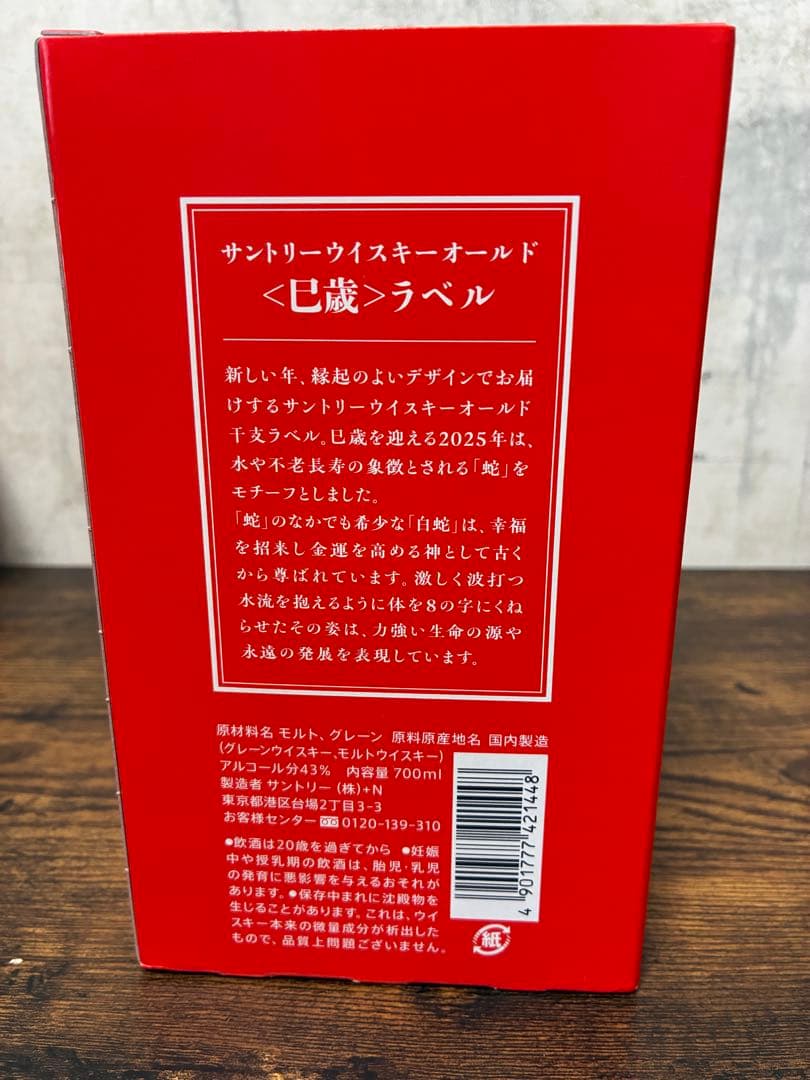 サントリーウイスキーオールド
<巳歳>ラベル
新しい年、縁起のよいデザインでお届
けするサントリーウイスキーオールド
干支ラベル。巳歳を迎える2025年は、
水や不老長寿の象徴とされる「蛇」を
モチーフとしました。
「蛇」のなかでも希少な「白蛇」は、幸福
を招来し金運を高める神として古く
から尊ばれています。激しく波打つ
水流を抱えるように体を8の字にくね
らせたその姿は、力強い生命の源や
永遠の発展を表現しています。
原材料名 モルト、グレーン 原料原産地名 国内製造
(グレーンウイスキー、モルトウイスキー)
アルコール分43% 内容量 700ml
製造者 サントリー(株)+N
東京都港区台場2丁目3-3
お客様センター 0120-139-310
●飲酒は20歳を過ぎてから ●妊娠
中や授乳期の飲酒は、胎児・乳児
の発育に悪影響を与えるおそれが
あります。●保存中まれに沈殿物を
生じることがあります。これは、ウイ
スキー本来の微量成分が析出した
もので、品質上問題ございません。
4 901777 421448
紙